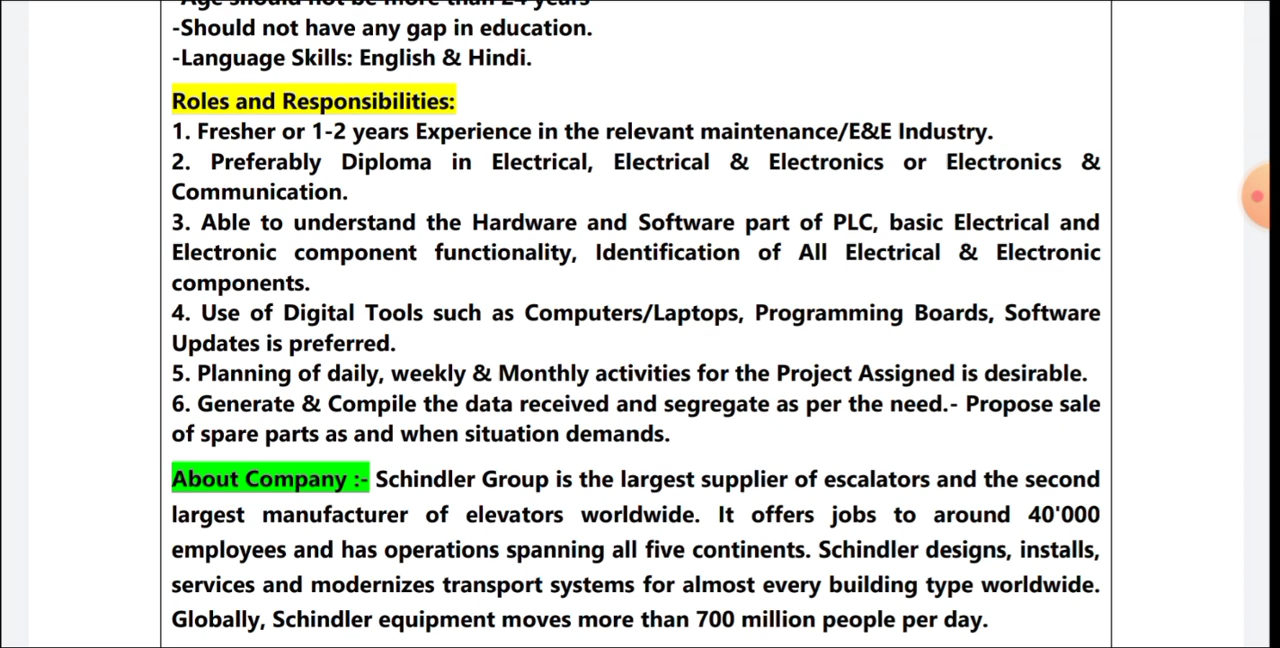 -Age should not be more than 24 years
-Should not have any gap in education.
-Language Skills: English & Hindi.
Roles and Responsibilities:
1. Fresher or 1-2 years Experience in the relevant maintenance/E&E Industry.
2. Preferably Diploma in Electrical, Electrical & Electronics or Electronics &
Communication.
3. Able to understand the Hardware and Software part of PLC, basic Electrical and
Electronic component functionality, Identification of All Electrical & Electronic
components.
4. Use of Digital Tools such as Computers/Laptops, Programming Boards, Software
Updates is preferred.
5. Planning of daily, weekly & Monthly activities for the Project Assigned is desirable.
6. Generate & Compile the data received and segregate as per the need.- Propose sale
of spare parts as and when situation demands.
About Company :- Schindler Group is the largest supplier of escalators and the second
largest manufacturer of elevators worldwide. It offers jobs to around 40'000
employees and has operations spanning all five continents. Schindler designs, installs,
services and modernizes transport systems for almost every building type worldwide.
Globally, Schindler equipment moves more than 700 million people per day.